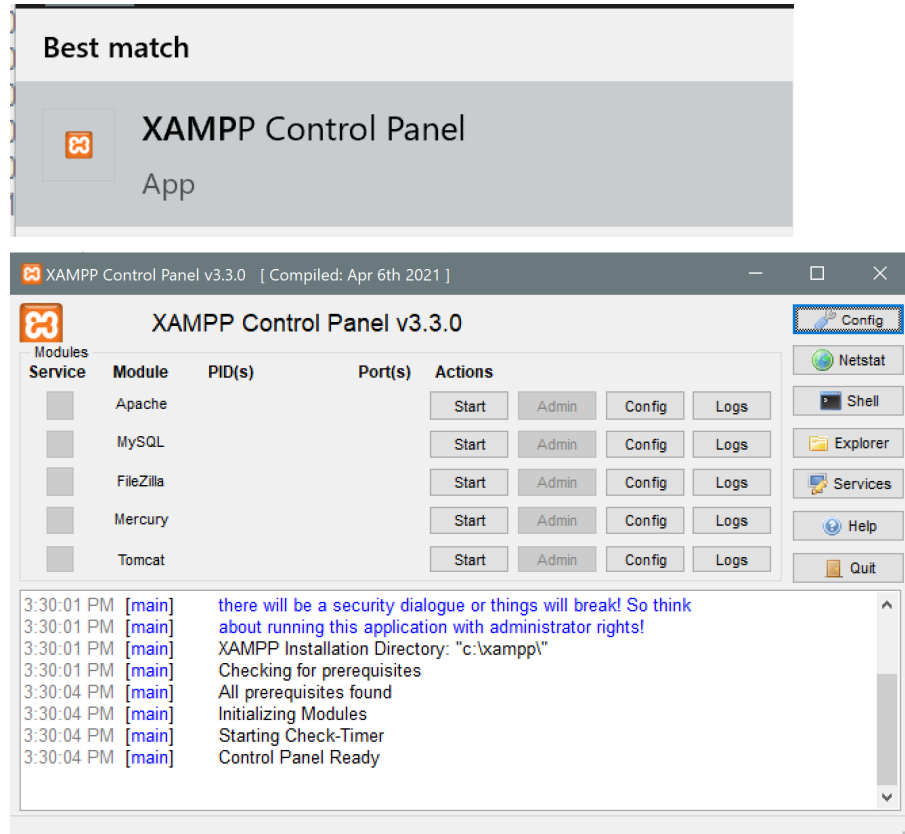 Best match
XAMPP Control Panel
App
XAMPP Control Panel v3.3.0 [ Compiled: Apr 6th 2021 ]
XAMPP Control Panel v3.3.0
Config
Modules
Service Module PID(s) Port(s) Actions
Netstat
Apache Start Admin Config Logs
Shell
MySQL Start Admin Config Logs
Explorer
FileZilla Start Admin Config Logs
Services
Mercury Start Admin Config Logs
Help
Tomcat Start Admin Config Logs
Quit
3:30:01 PM [main] there will be a security dialogue or things will break! So think
3:30:01 PM [main] about running this application with administrator rights!
3:30:01 PM [main] XAMPP Installation Directory: "c:\xampp\"
3:30:01 PM [main] Checking for prerequisites
3:30:04 PM [main] All prerequisites found
3:30:04 PM [main] Initializing Modules
3:30:04 PM [main] Starting Check-Timer
3:30:04 PM [main] Control Panel Ready